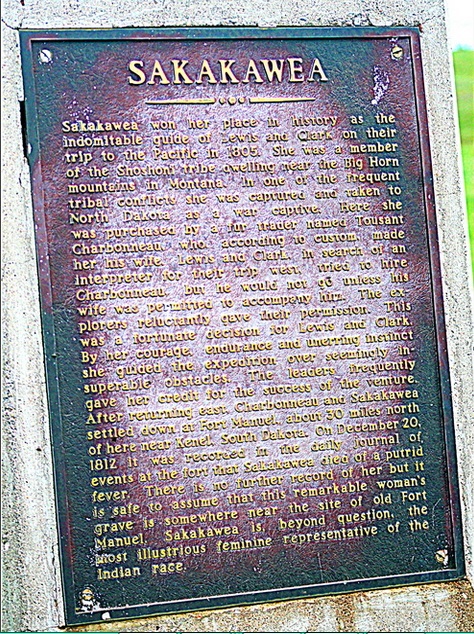 SAKAKAWEA
Sakakawea won her place in history as the
indomitable guide of Lewis and Clark on their
trip to the Pacific in 1805. She was a member
of the Shoshoni tribe dwelling near the Big Horn
mountains in Montana. In one of the frequent
tribal conflicts she was captured and taken to
North Dakota as a war captive. Here she
was purchased by a fur trader named Tousant
Charbonneau, who, according to custom, made
her his wife. Lewis and Clark, in search of an
interpreter for their trip west, tried to hire
Charbonneau, but he would not go unless his
wife was permitted to accompany him. The ex-
plorers reluctantly gave their permission. This
was a fortunate decision for Lewis and Clark.
By her courage, endurance and unerring instinct
she guided the expedition over seemingly in-
superable obstacles. The leaders frequently
gave her credit for the success of the venture.
After returning east, Charbonneau and Sakakawea
settled down at Fort Manuel, about 30 miles north
of here near Kenel, South Dakota. On December 20,
1812 it was recorded in the daily journal of
events at the fort that Sakakawea died of a putrid
fever. There is no further record of her but it
is safe to assume that this remarkable woman's
grave is somewhere near the site of old Fort
Manuel. Sakakawea is, beyond question, the
most illustrious feminine representative of the
Indian race.